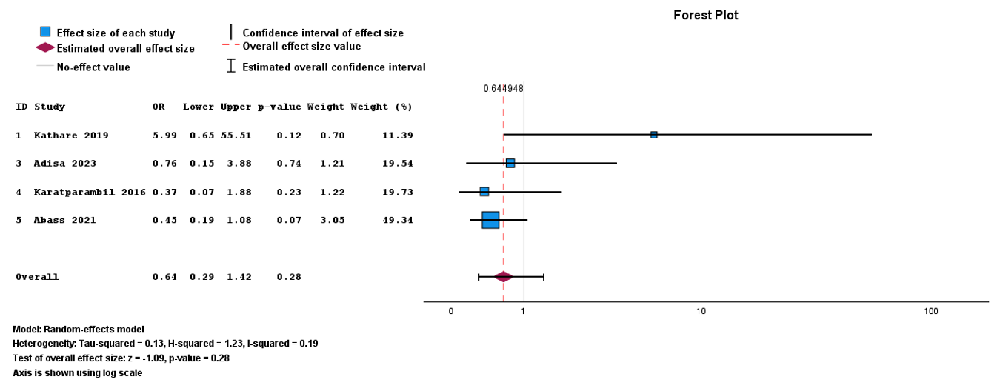 Forest Plot
Effect size of each study
Confidence interval of effect size
Estimated overall effect size
Overall effect size value
No-effect value
Estimated overall confidence interval
0.644948
ID Study OR Lower Upper p-value Weight Weight (%)
1 Kathare 2019 5.99 0.65 55.51 0.12 0.70 11.39
3 Adisa 2023 0.76 0.15 3.88 0.74 1.21 19.54
4 Karatparambil 2016 0.37 0.07 1.88 0.23 1.22 19.73
5 Abass 2021 0.45 0.19 1.08 0.07 3.05 49.34
Overall 0.64 0.29 1.42 0.28
0 1 10 100
Model: Random-effects model
Heterogeneity: Tau-squared = 0.13, H-squared = 1.23, I-squared = 0.19
Test of overall effect size: z = -1.09, p-value = 0.28
Axis is shown using log scale